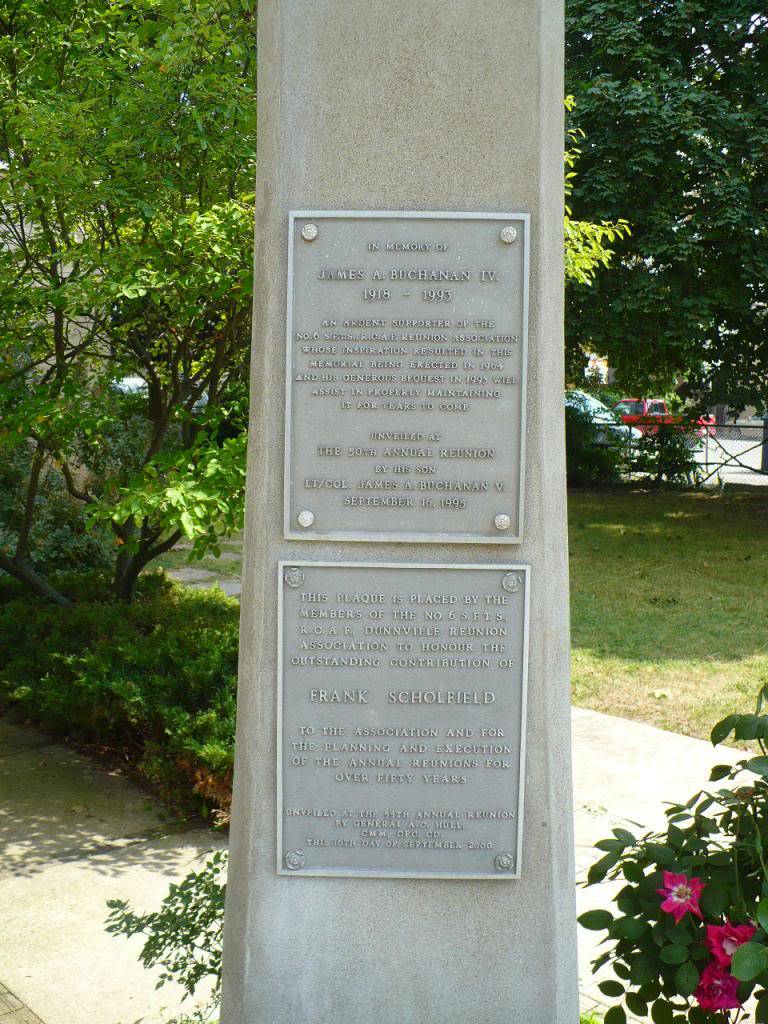 IN MEMORY OF
JAMES A. BUCHANAN IV.
1918 - 1993
AN ARDENT SUPPORTER OF THE
NO. 6 S.F.T.S., R.C.A.F. REUNION ASSOCIATION
WHOSE INSPIRATION RESULTED IN THIS
MEMORIAL BEING ERECTED IN 1964
AND HIS GENEROUS BEQUEST IN 1993 WILL
ASSIST IN PROPERLY MAINTAINING
IT FOR YEARS TO COME
UNVEILED AT
THE 50TH ANNUAL REUNION
BY HIS SON
LT/COL. JAMES A. BUCHANAN V.
SEPTEMBER 16, 1995
THIS PLAQUE IS PLACED BY THE
MEMBERS OF THE NO. 6 S.F.T.S.,
R.C.A.F., DUNNVILLE REUNION
ASSOCIATION TO HONOUR THE
OUTSTANDING CONTRIBUTION OF
FRANK SCHOLFIELD
TO THE ASSOCIATION AND FOR
THE PLANNING AND EXECUTION
OF THE ANNUAL REUNIONS FOR
OVER FIFTY YEARS
UNVEILED AT THE 55TH ANNUAL REUNION
BY GENERAL A.C. HULL,
CMM, DFC, CD.
THIS 16TH DAY OF SEPTEMBER 2000.